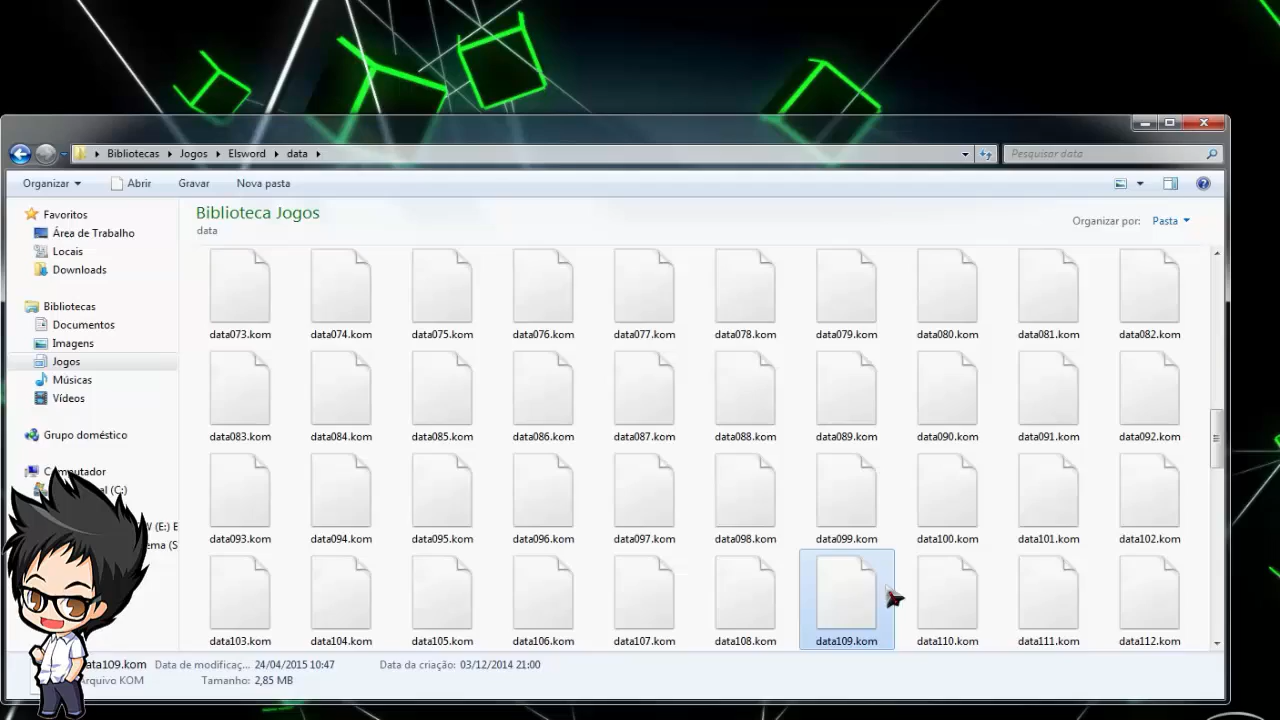 Bibliotecas Jogos Elsword data
Pesquisar data
Organizar Abrir Gravar Nova pasta
Favoritos
Área de Trabalho
Locais
Downloads
Bibliotecas
Documentos
Imagens
Jogos
Músicas
Vídeos
Grupo doméstico
Computador
(C:)
(E:) E
(S
Biblioteca Jogos
data
Organizar por: Pasta
data073.kom data074.kom data075.kom data076.kom data077.kom data078.kom data079.kom data080.kom data081.kom data082.kom
data083.kom data084.kom data085.kom data086.kom data087.kom data088.kom data089.kom data090.kom data091.kom data092.kom
data093.kom data094.kom data095.kom data096.kom data097.kom data098.kom data099.kom data100.kom data101.kom data102.kom
data103.kom data104.kom data105.kom data106.kom data107.kom data108.kom data109.kom data110.kom data111.kom data112.kom
data109.kom Data de modificaç... 24/04/2015 10:47 Data da criação: 03/12/2014 21:00
Arquivo KOM Tamanho: 2,85 MB